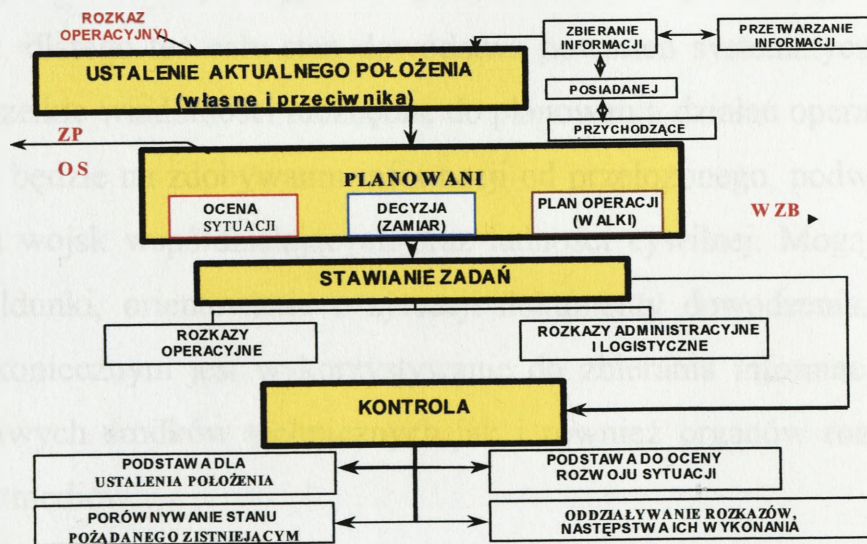 ROZKAZ
OPERACYJNY)
ZBIERANIE
INFORMACJI
PRZETWARZANIE
INFORMACJI
USTALENIE AKTUALNEGO POŁOŻENIA
(własne i przeciwnika)
POSIADANEJ
PRZYCHODZĄCE
ZP
OS
PLANOWANI
OCENA
SYTUACJI
DECYZJA
(ZAMIAR)
PLAN OPERACJI
(WALKI)
WZB
STAWIANIE ZADAŃ
ROZKAZY
OPERACYJNE
ROZKAZY ADMINISTRACYJNE
I LOGISTYCZNE
KONTROLA
PODSTAWA DLA
USTALENIA POŁOŻENIA
PODSTAWA DO OCENY
ROZWOJU SYTUACJI
PORÓWNYWANIE STANU
POŻĄDANEGO Z ISTNIEJĄCYM
ODDZIAŁYWANIE ROZKAZÓW,
NASTĘPSTWA ICH WYKONANIA